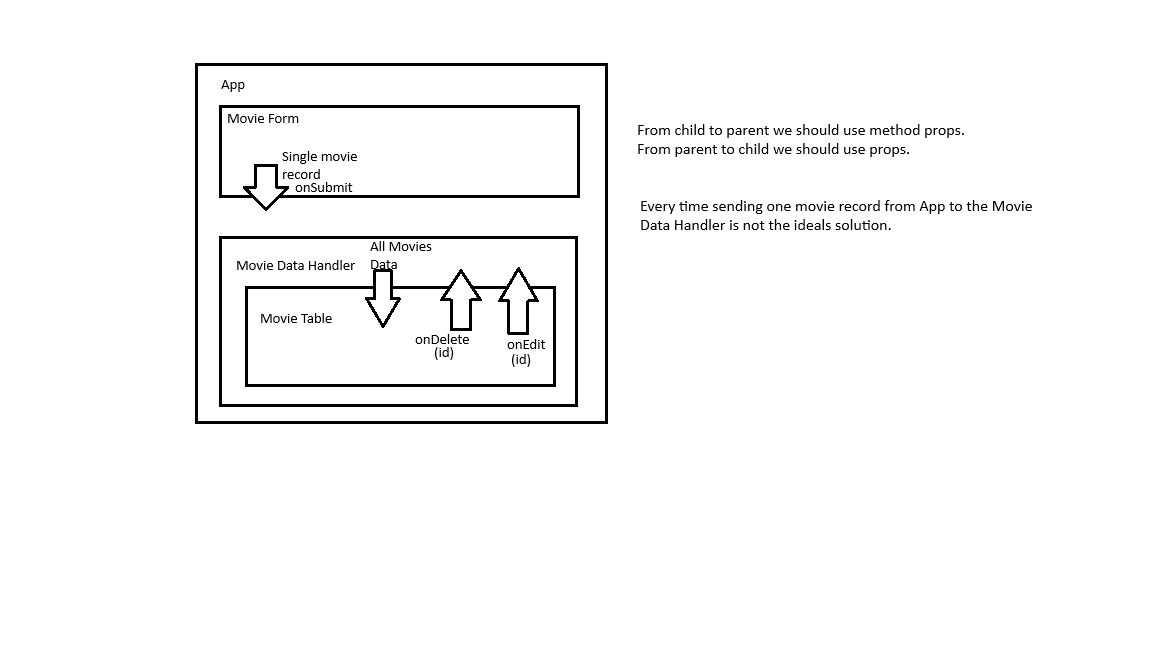 App
Movie Form
Single movie
record
onSubmit
From child to parent we should use method props.
From parent to child we should use props.
Every time sending one movie record from App to the Movie
Data Handler is not the ideals solution.
All Movies
Data
Movie Data Handler
Movie Table
onDelete
(id)
onEdit
(id)